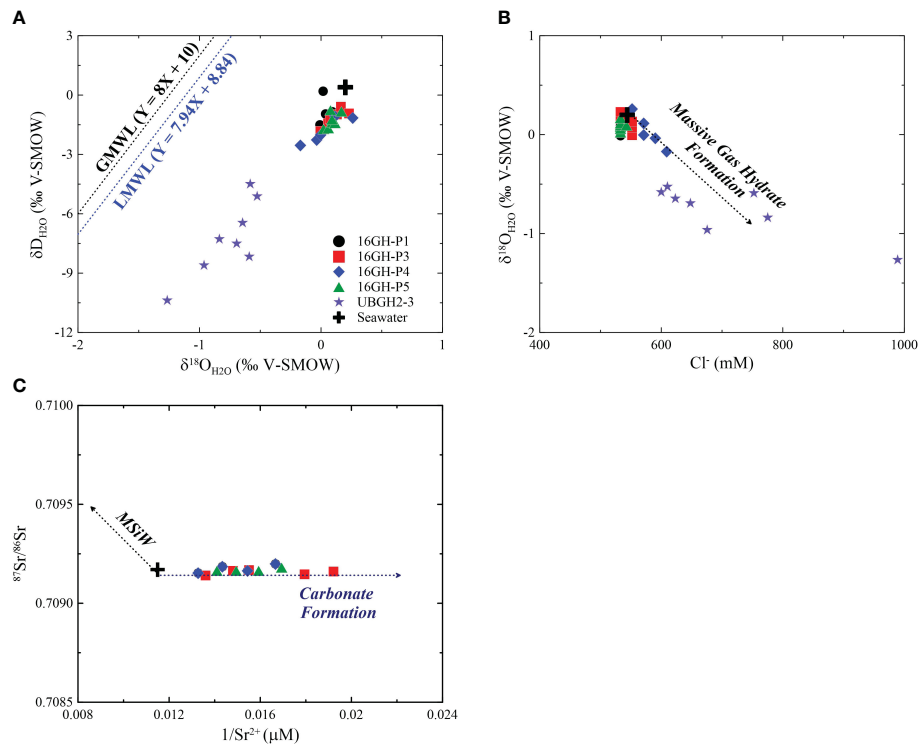 A
3
0
-3
-6
-9
-12
-2
-1
0
1
δD_H2O (‰ V-SMOW)
δ¹⁸O_H2O (‰ V-SMOW)
GMWL (Y = 8X + 10)
LMWL (Y = 7.94X + 8.84)
16GH-P1
16GH-P3
16GH-P4
16GH-P5
UBGH2-3
Seawater
B
1
0
-1
-2
400
600
800
1000
δ¹⁸O_H2O (‰ V-SMOW)
Cl⁻ (mM)
Massive Gas Hydrate
Formation
C
0.7100
0.7095
0.7090
0.7085
0.008
0.012
0.016
0.02
0.024
⁸⁷Sr/⁸⁶Sr
1/Sr²⁺ (μM)
MSiW
Carbonate
Formation